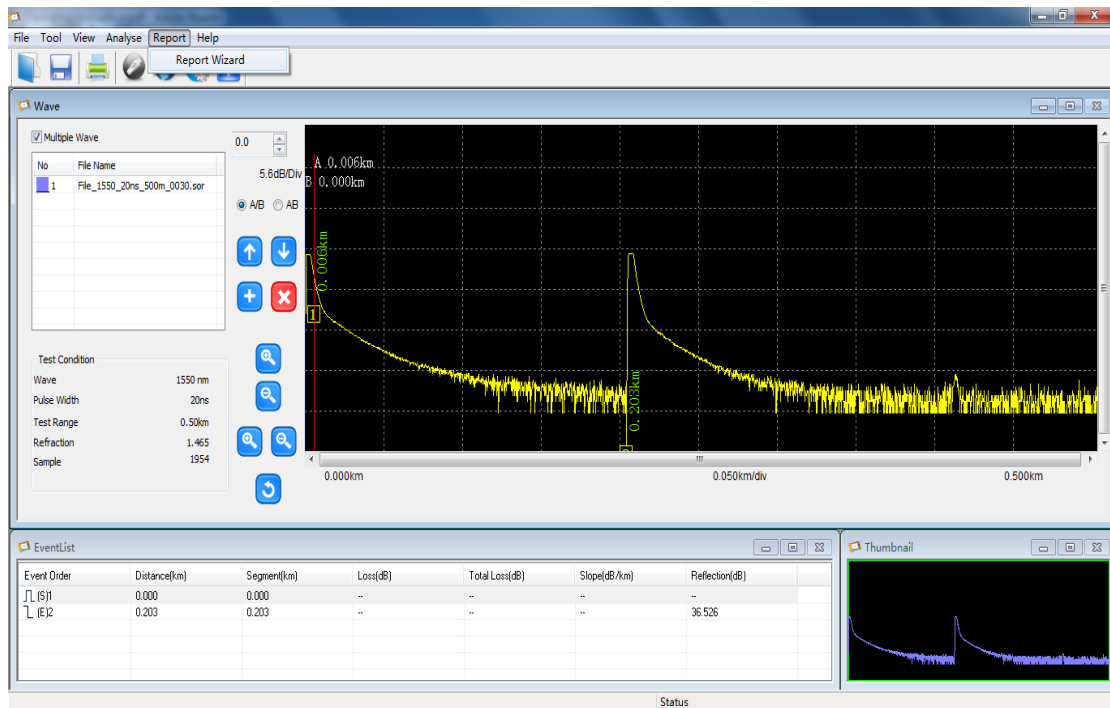 File Tool View Analyse Report Help
Report Wizard
Wave
Multiple Wave
No File Name
1 File_1550_20ns_500m_0030.sor
0.0
5.6dB/Div
A/B AB
A 0.006km
B 0.000km
0.006km
1
0.203km
0.000km 0.050km/div 0.500km
Test Condition
Wave 1550 nm
Pulse Width 20ns
Test Range 0.50km
Refraction 1.465
Sample 1954
EventList
Event Order Distance(km) Segment(km) Loss(dB) Total Loss(dB) Slope(dB/km) Reflection(dB)
(S)1 0.000 0.000 -- -- -- --
(E)2 0.203 0.203 -- -- -- 36.526
Thumbnail
Status